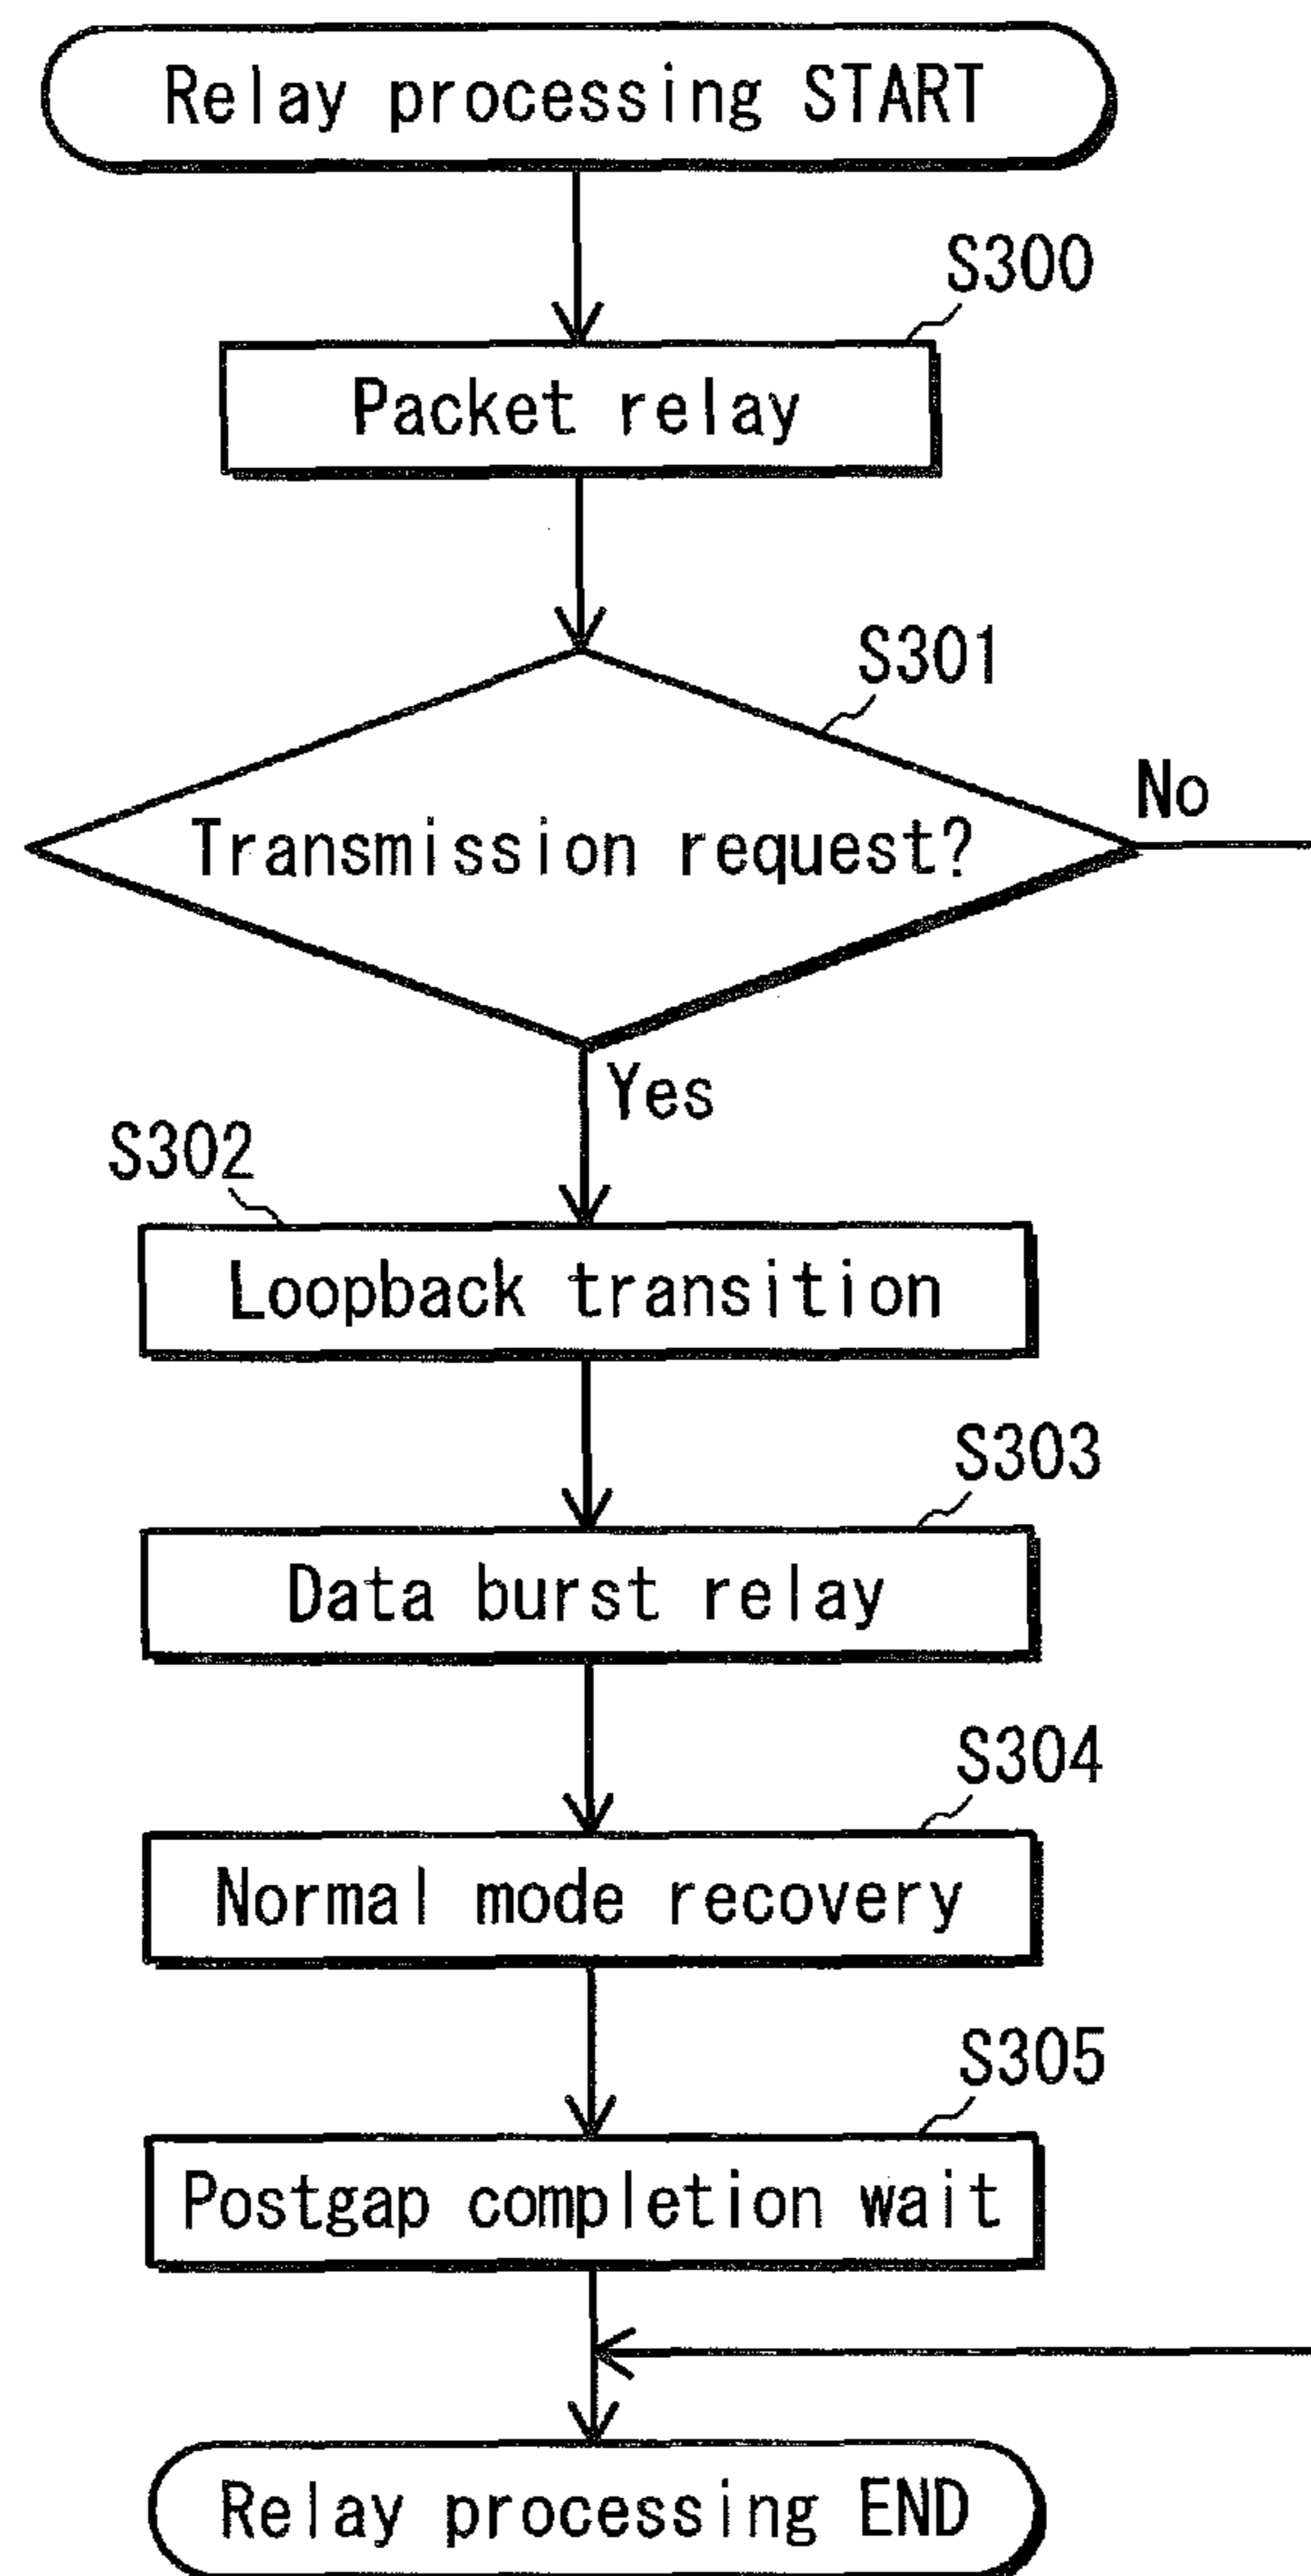 Relay processing START
S300
Packet relay
S301
Transmission request?
No
Yes
S302
Loopback transition
S303
Data burst relay
S304
Normal mode recovery
S305
Postgap completion wait
Relay processing END